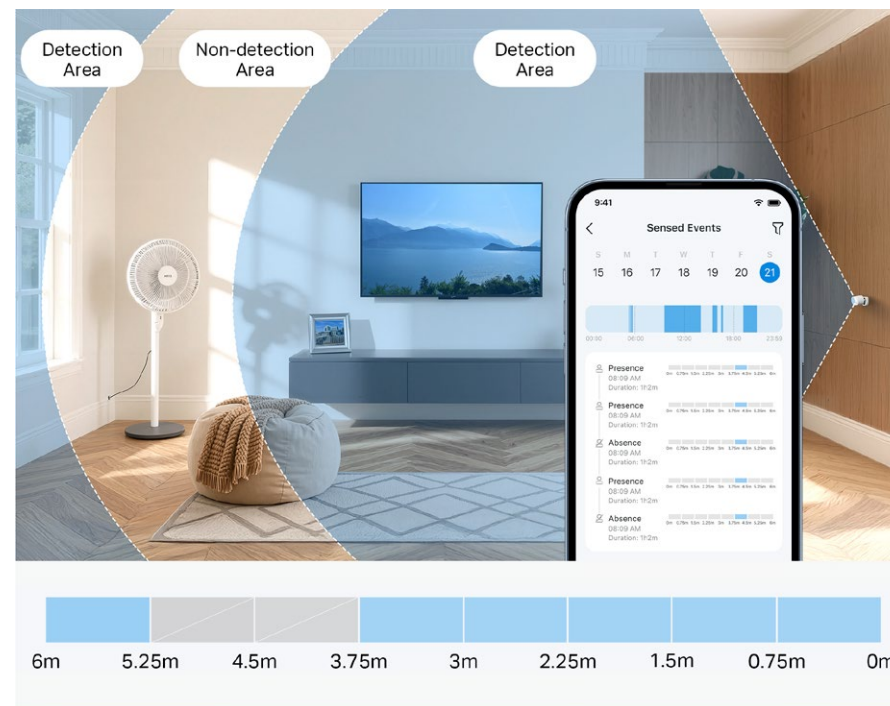 Detection
Area
Non-detection
Area
Detection
Area
9:41
Sensed Events
S M T W T F S
15 16 17 18 19 20 21
00:00 06:00 12:00 18:00 23:59
Presence
08:09 AM
Duration: 1h2m
Presence
08:09 AM
Duration: 1h2m
Absence
08:09 AM
Duration: 1h2m
Presence
08:09 AM
Duration: 1h2m
Absence
08:09 AM
Duration: 1h2m
6m 5.25m 4.5m 3.75m 3m 2.25m 1.5m 0.75m 0m